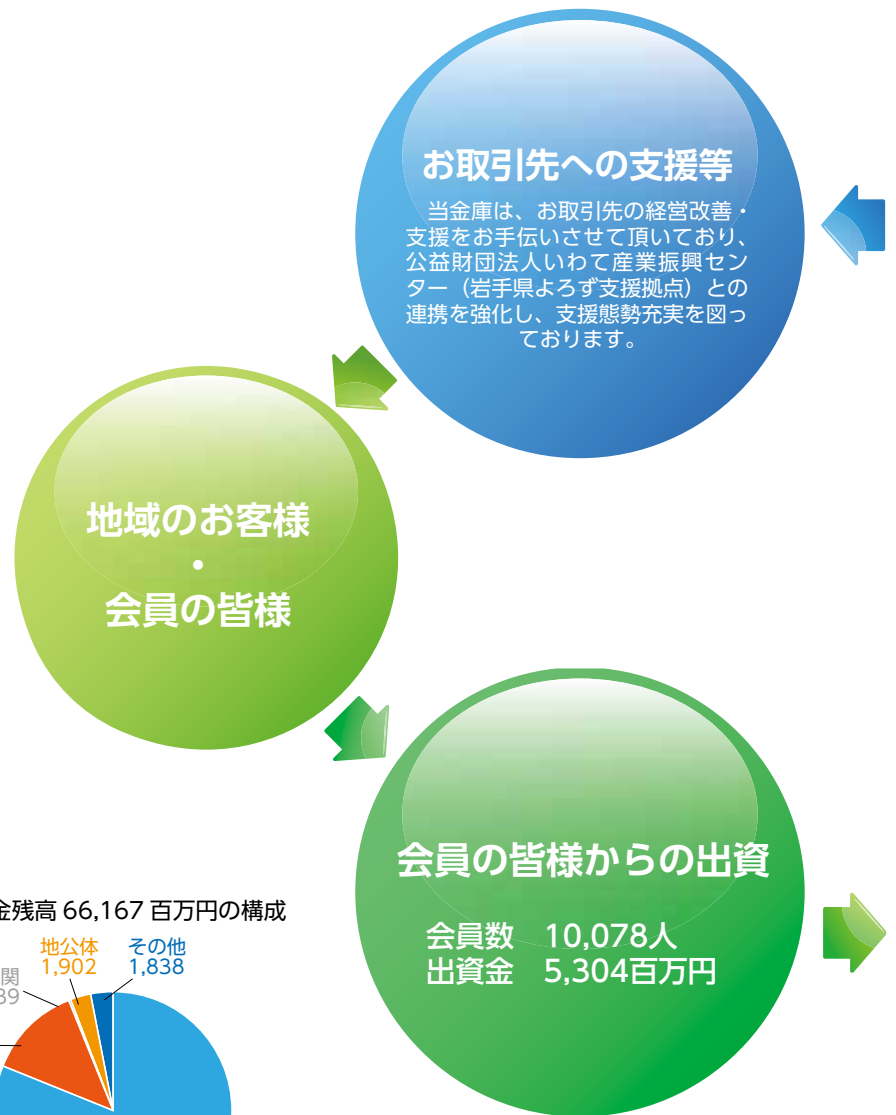 お取引先への支援等
当金庫は、お取引先の経営改善・
支援をお手伝いさせて頂いており、
公益財団法人いわて産業振興セン
ター（岩手県よろず支援拠点）との
連携を強化し、支援態勢充実を図っ
ております。
地域のお客様
・
会員の皆様
会員の皆様からの出資
会員数　10,078人
出資金　5,304百万円
金残高 66,167 百万円の構成
地公体
1,902
その他
1,838
関
39